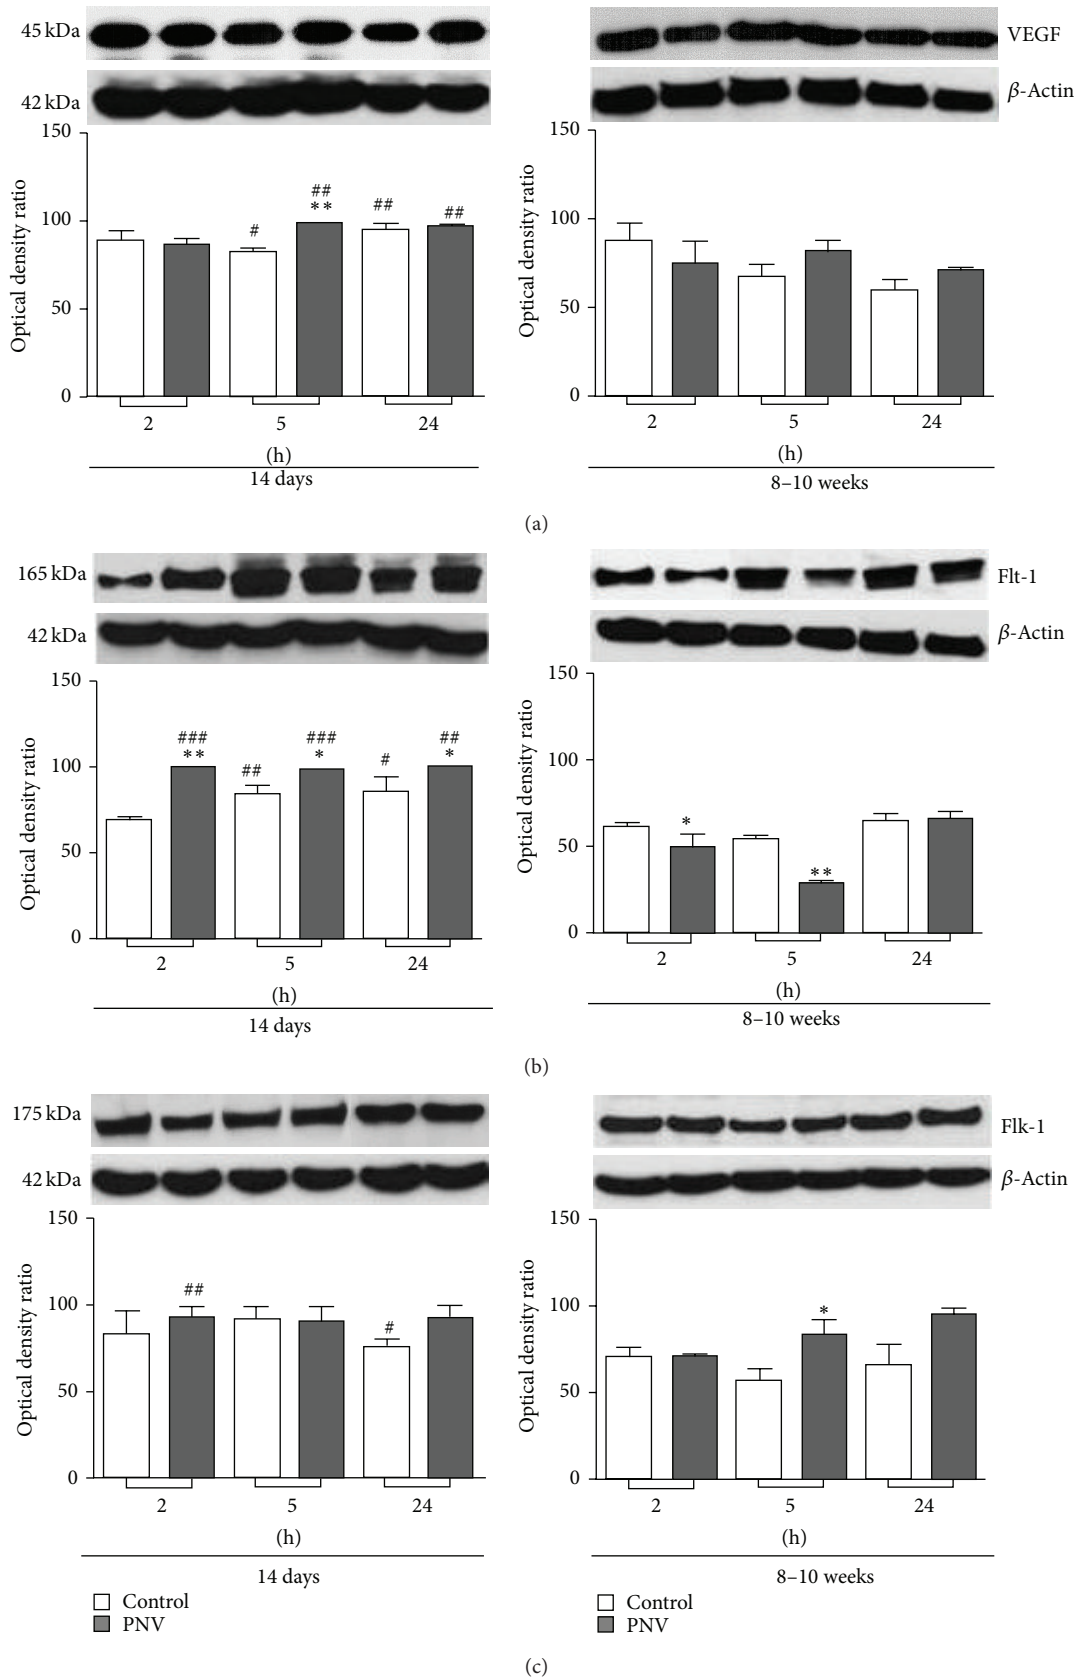 45 kDa
VEGF
42 kDa
β-Actin
150
100
50
0
Optical density ratio
#
##
**
##
##
2 5 24
(h)
14 days
150
100
50
0
Optical density ratio
2 5 24
(h)
8–10 weeks
(a)
165 kDa
Flt-1
42 kDa
β-Actin
150
100
50
0
Optical density ratio
###
**
##
###
*
#
##
*
2 5 24
(h)
14 days
150
100
50
0
Optical density ratio
*
**
2 5 24
(h)
8–10 weeks
(b)
175 kDa
Flk-1
42 kDa
β-Actin
150
100
50
0
Optical density ratio
##
#
2 5 24
(h)
14 days
Control
PNV
150
100
50
0
Optical density ratio
*
2 5 24
(h)
8–10 weeks
Control
PNV
(c)